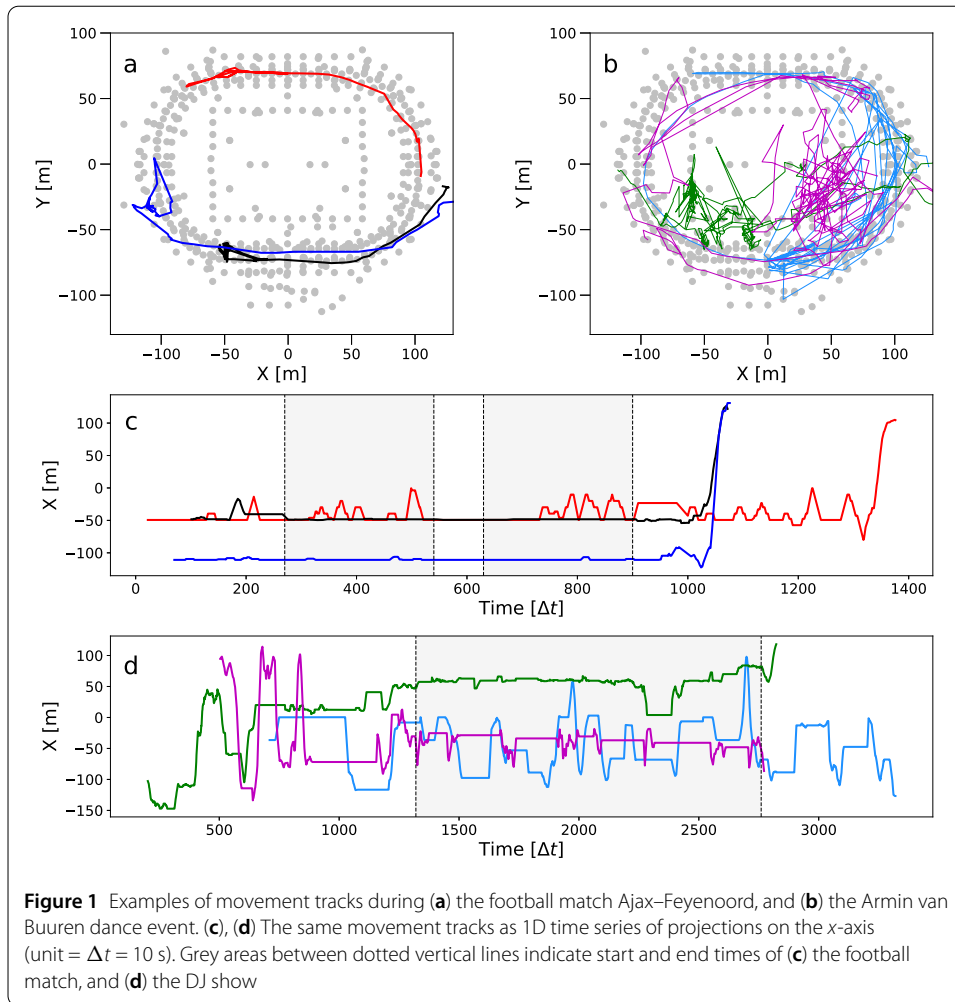 a
b
100
50
0
−50
−100
Y [m]
−100 −50 0 50 100
X [m]
100
50
0
−50
−100
Y [m]
−100 −50 0 50 100
X [m]
c
100
50
0
−50
−100
X [m]
0 200 400 600 800 1000 1200 1400
Time [Δt]
d
100
50
0
−50
−100
−150
X [m]
500 1000 1500 2000 2500 3000
Time [Δt]
Figure 1 Examples of movement tracks during (a) the football match Ajax–Feyenoord, and (b) the Armin van
Buuren dance event. (c), (d) The same movement tracks as 1D time series of projections on the x-axis
(unit = Δt = 10 s). Grey areas between dotted vertical lines indicate start and end times of (c) the football
match, and (d) the DJ show